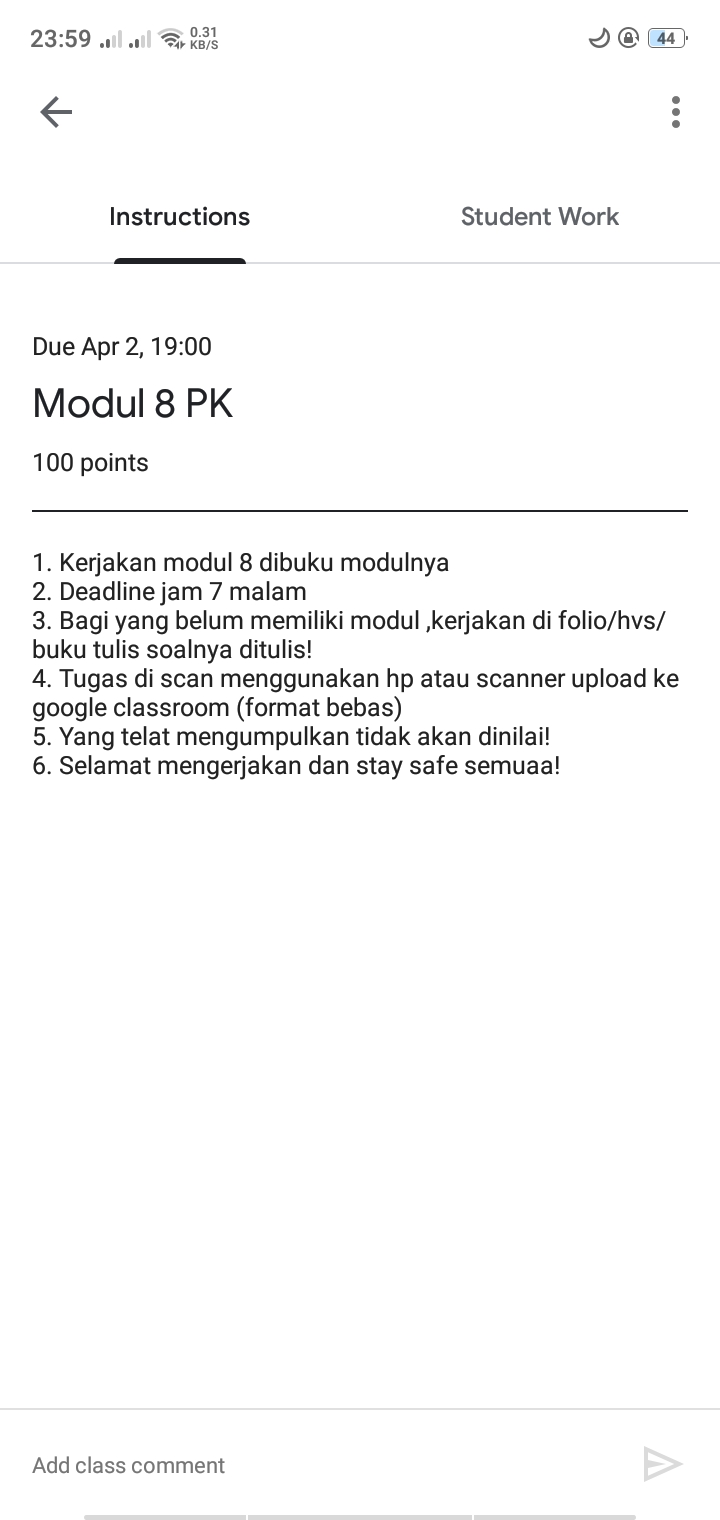 23:59 0.31 KB/S 44
Instructions Student Work
Due Apr 2, 19:00
Modul 8 PK
100 points
1. Kerjakan modul 8 dibuku modulnya
2. Deadline jam 7 malam
3. Bagi yang belum memiliki modul ,kerjakan di folio/hvs/
buku tulis soalnya ditulis!
4. Tugas di scan menggunakan hp atau scanner upload ke
google classroom (format bebas)
5. Yang telat mengumpulkan tidak akan dinilai!
6. Selamat mengerjakan dan stay safe semuaa!
Add class comment